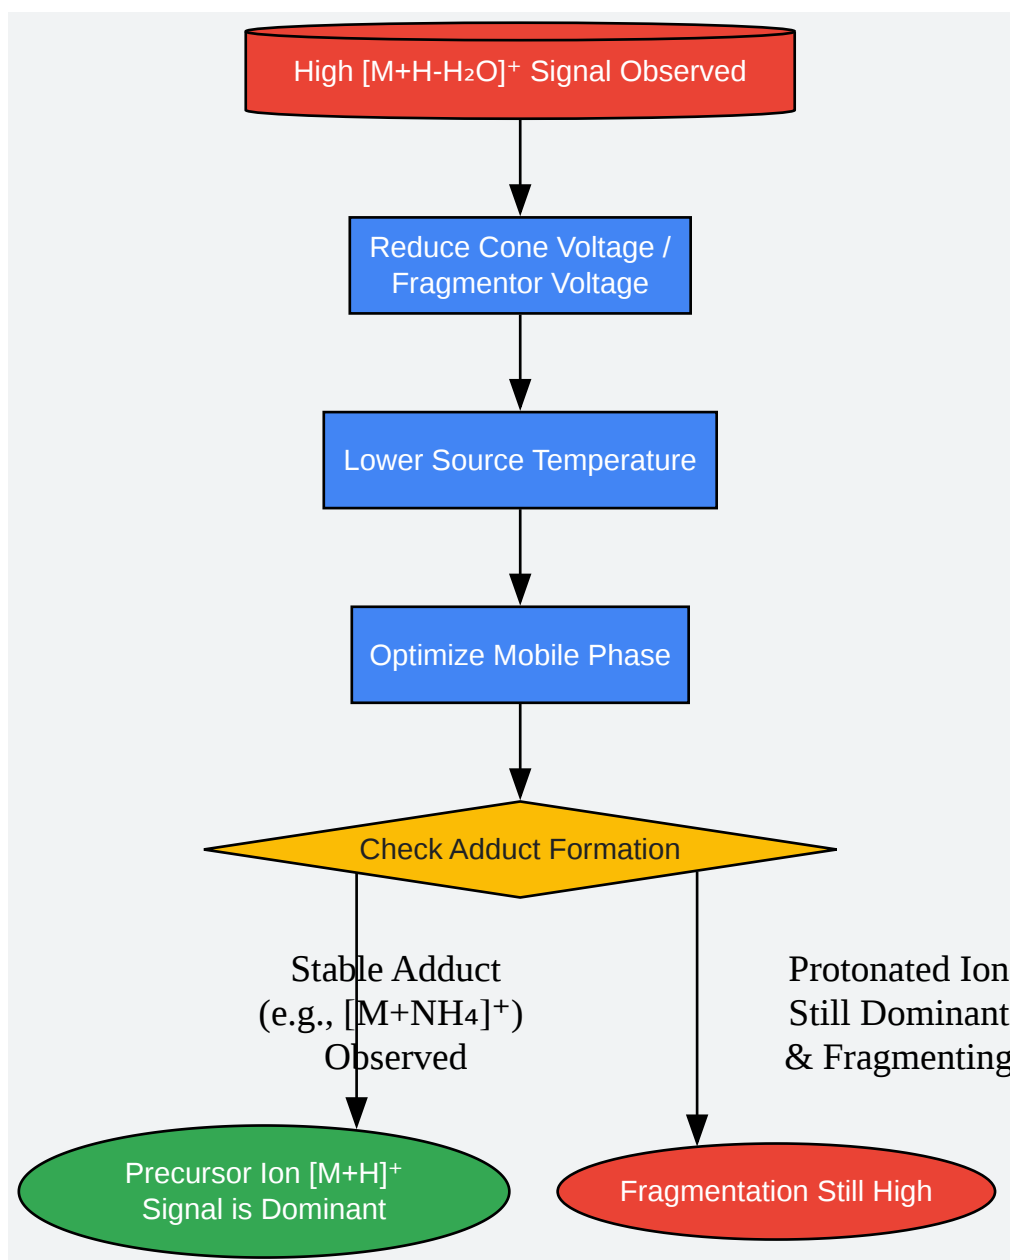 High [M+H-H₂O]⁺ Signal Observed
Reduce Cone Voltage /
Fragmentor Voltage
Lower Source Temperature
Optimize Mobile Phase
Check Adduct Formation
Stable Adduct
(e.g., [M+NH₄]⁺)
Observed
Protonated Ion
Still Dominant
& Fragmenting
Precursor Ion [M+H]⁺
Signal is Dominant
Fragmentation Still High